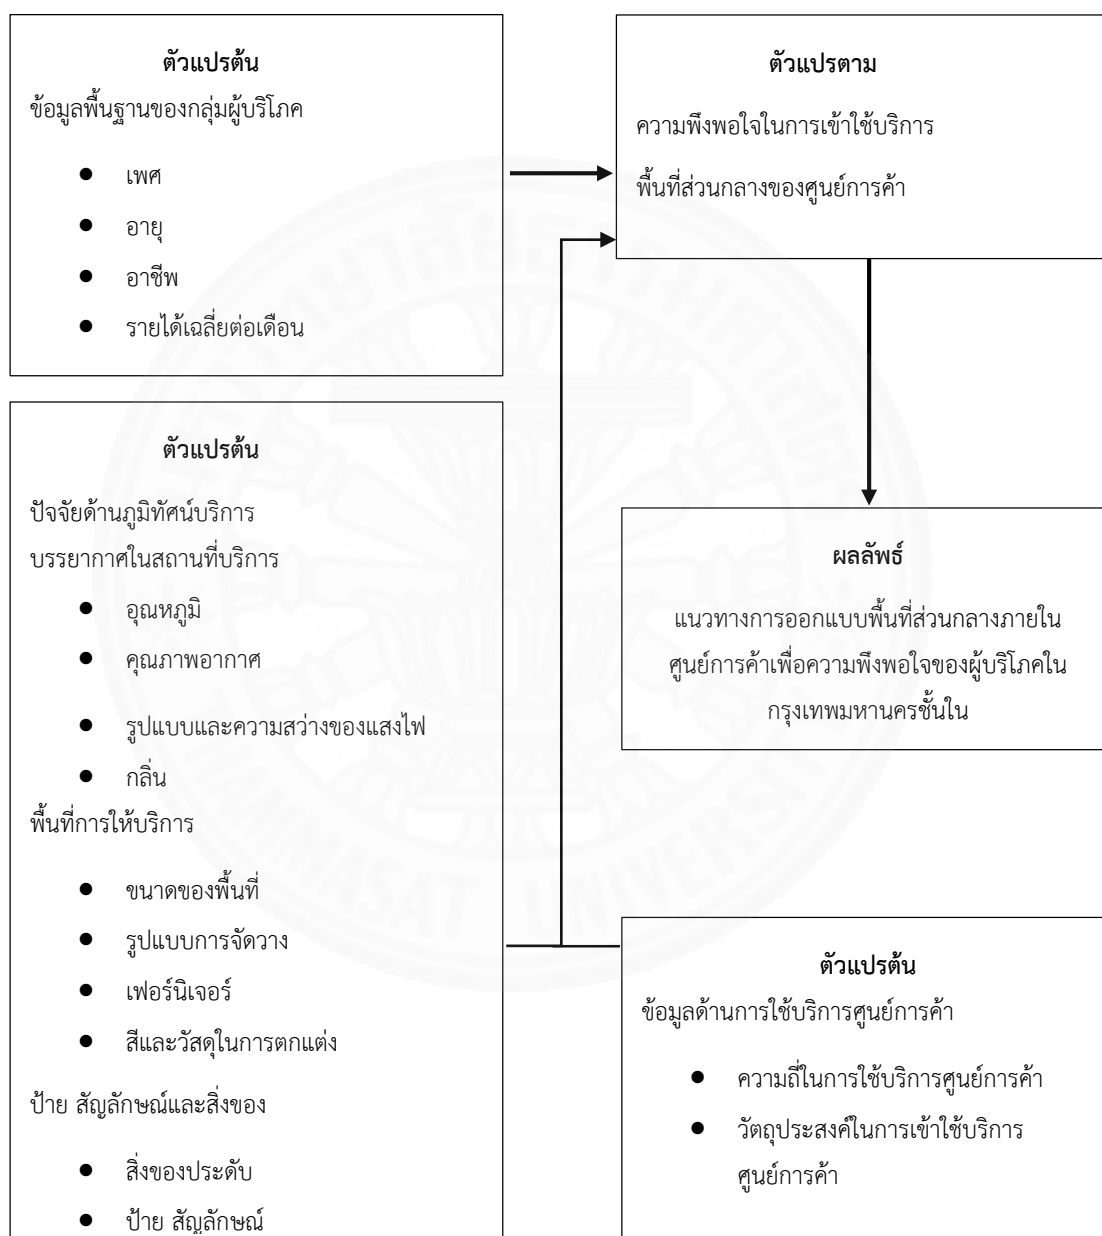 ตัวแปรต้น
ข้อมูลพื้นฐานของกลุ่มผู้บริโภค
● เพศ
● อายุ
● อาชีพ
● รายได้เฉลี่ยต่อเดือน
ตัวแปรตาม
ความพึงพอใจในการเข้าใช้บริการ
พื้นที่ส่วนกลางของศูนย์การค้า
ตัวแปรต้น
ปัจจัยด้านภูมิทัศน์บริการ
บรรยากาศในสถานที่บริการ
● อุณหภูมิ
● คุณภาพอากาศ
● รูปแบบและความสว่างของแสงไฟ
● กลิ่น
พื้นที่การให้บริการ
● ขนาดของพื้นที่
● รูปแบบการจัดวาง
● เฟอร์นิเจอร์
● สีและวัสดุในการตกแต่ง
ป้าย สัญลักษณ์และสิ่งของ
● สิ่งของประดับ
● ป้าย สัญลักษณ์
ผลลัพธ์
แนวทางการออกแบบพื้นที่ส่วนกลางภายใน
ศูนย์การค้าเพื่อความพึงพอใจของผู้บริโภคใน
กรุงเทพมหานครชั้นใน
ตัวแปรต้น
ข้อมูลด้านการใช้บริการศูนย์การค้า
● ความถี่ในการใช้บริการศูนย์การค้า
● วัตถุประสงค์ในการเข้าใช้บริการ
ศูนย์การค้า
THAMMASAT UNIVERSITY